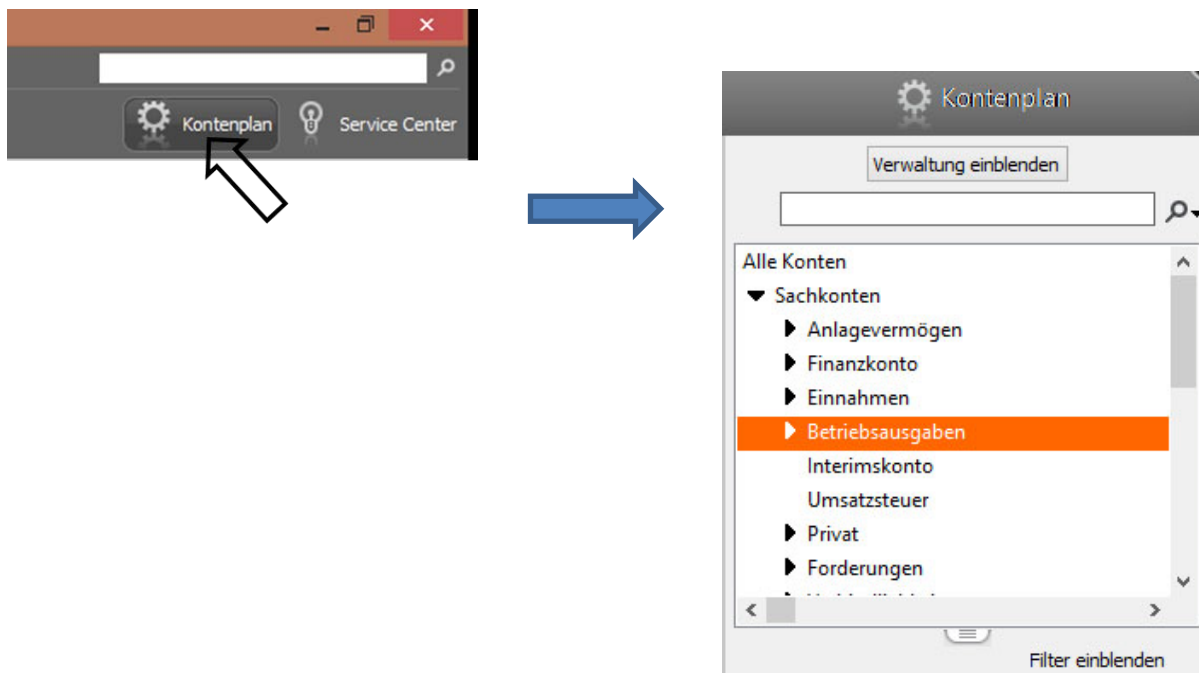 Kontenplan
Service Center
Kontenplan
Verwaltung einblenden
Alle Konten
Sachkonten
Anlagevermögen
Finanzkonto
Einnahmen
Betriebsausgaben
Interimskonto
Umsatzsteuer
Privat
Forderungen
Filter einblenden